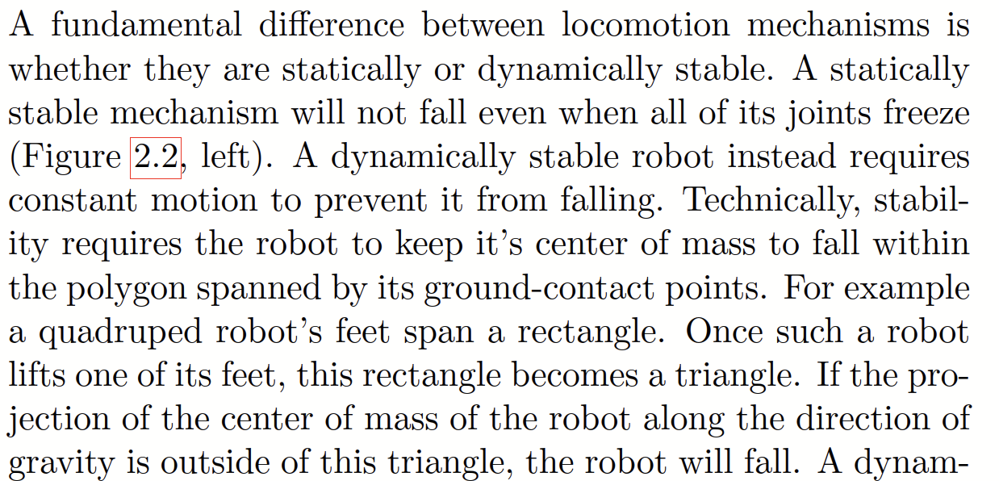 A fundamental difference between locomotion mechanisms is
whether they are statically or dynamically stable. A statically
stable mechanism will not fall even when all of its joints freeze
(Figure 2.2, left). A dynamically stable robot instead requires
constant motion to prevent it from falling. Technically, stabil-
ity requires the robot to keep it's center of mass to fall within
the polygon spanned by its ground-contact points. For example
a quadruped robot's feet span a rectangle. Once such a robot
lifts one of its feet, this rectangle becomes a triangle. If the pro-
jection of the center of mass of the robot along the direction of
gravity is outside of this triangle, the robot will fall. A dynam-